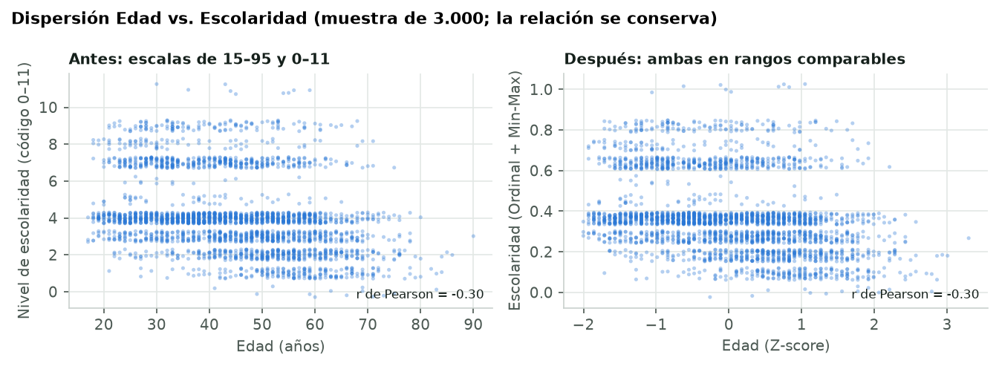 Dispersión Edad vs. Escolaridad (muestra de 3.000; la relación se conserva)
Antes: escalas de 15–95 y 0–11
Nivel de escolaridad (código 0–11)
10
8
6
4
2
0
r de Pearson = -0.30
20 30 40 50 60 70 80 90
Edad (años)
Después: ambas en rangos comparables
Escolaridad (Ordinal + Min-Max)
1.0
0.8
0.6
0.4
0.2
0.0
r de Pearson = -0.30
−2 −1 0 1 2 3
Edad (Z-score)